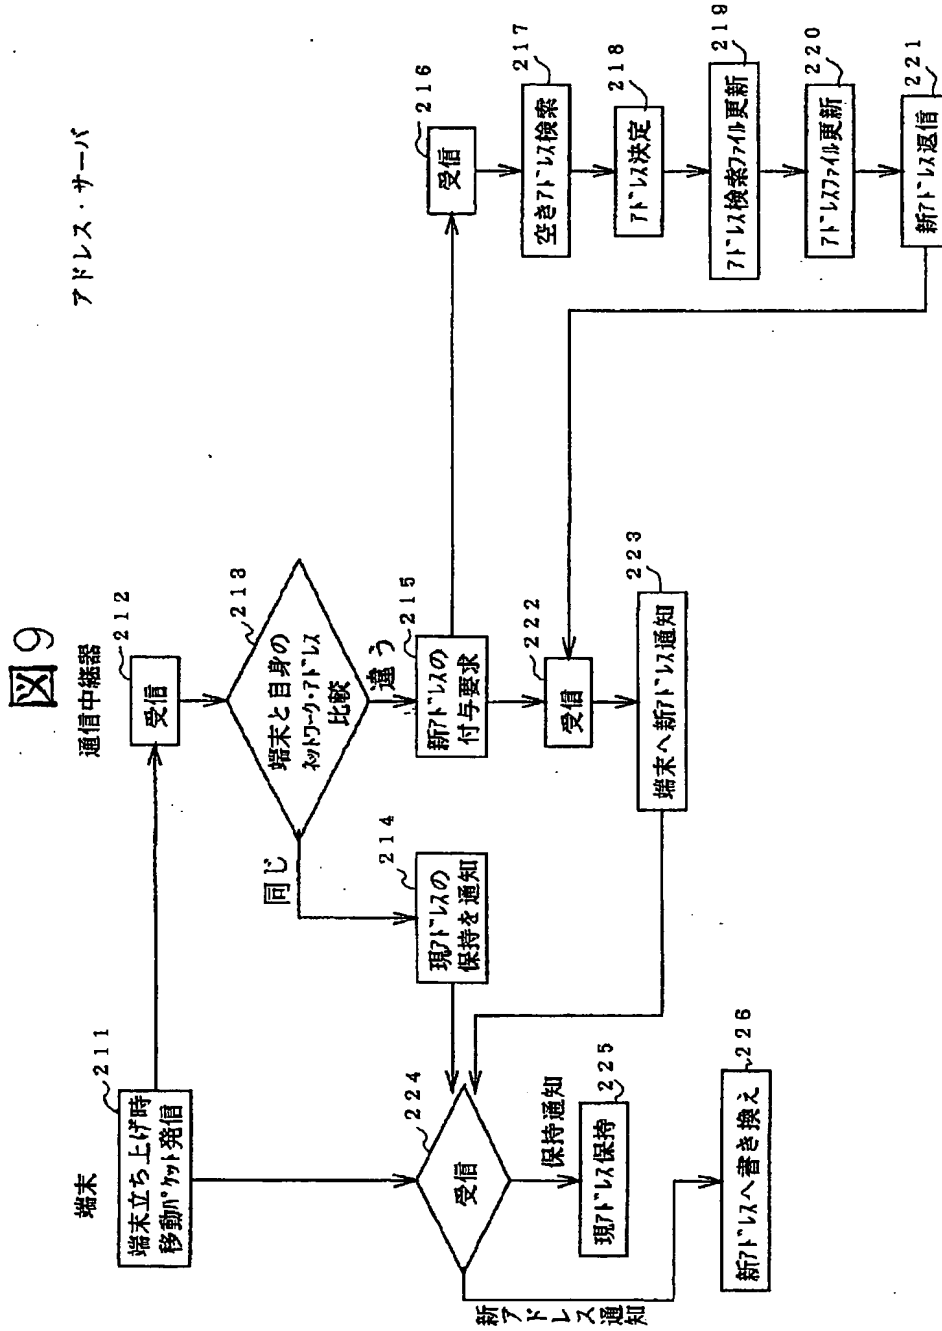 図9
端末
通信中継器
アドレス・サーバ
211
端末立ち上げ時
移動パケット発信
212
受信
213
端末と自身の
ネットワーク・アドレス
比較
同じ
違う
214
現アドレスの
保持を通知
215
新アドレスの
付与要求
216
受信
217
空きアドレス検索
218
アドレス決定
219
アドレス検索ファイル更新
220
アドレスファイル更新
221
新アドレス返信
222
受信
223
端末へ新アドレス通知
224
受信
保持通知
225
現アドレス保持
新アドレス通知
226
新アドレスへ書き換え